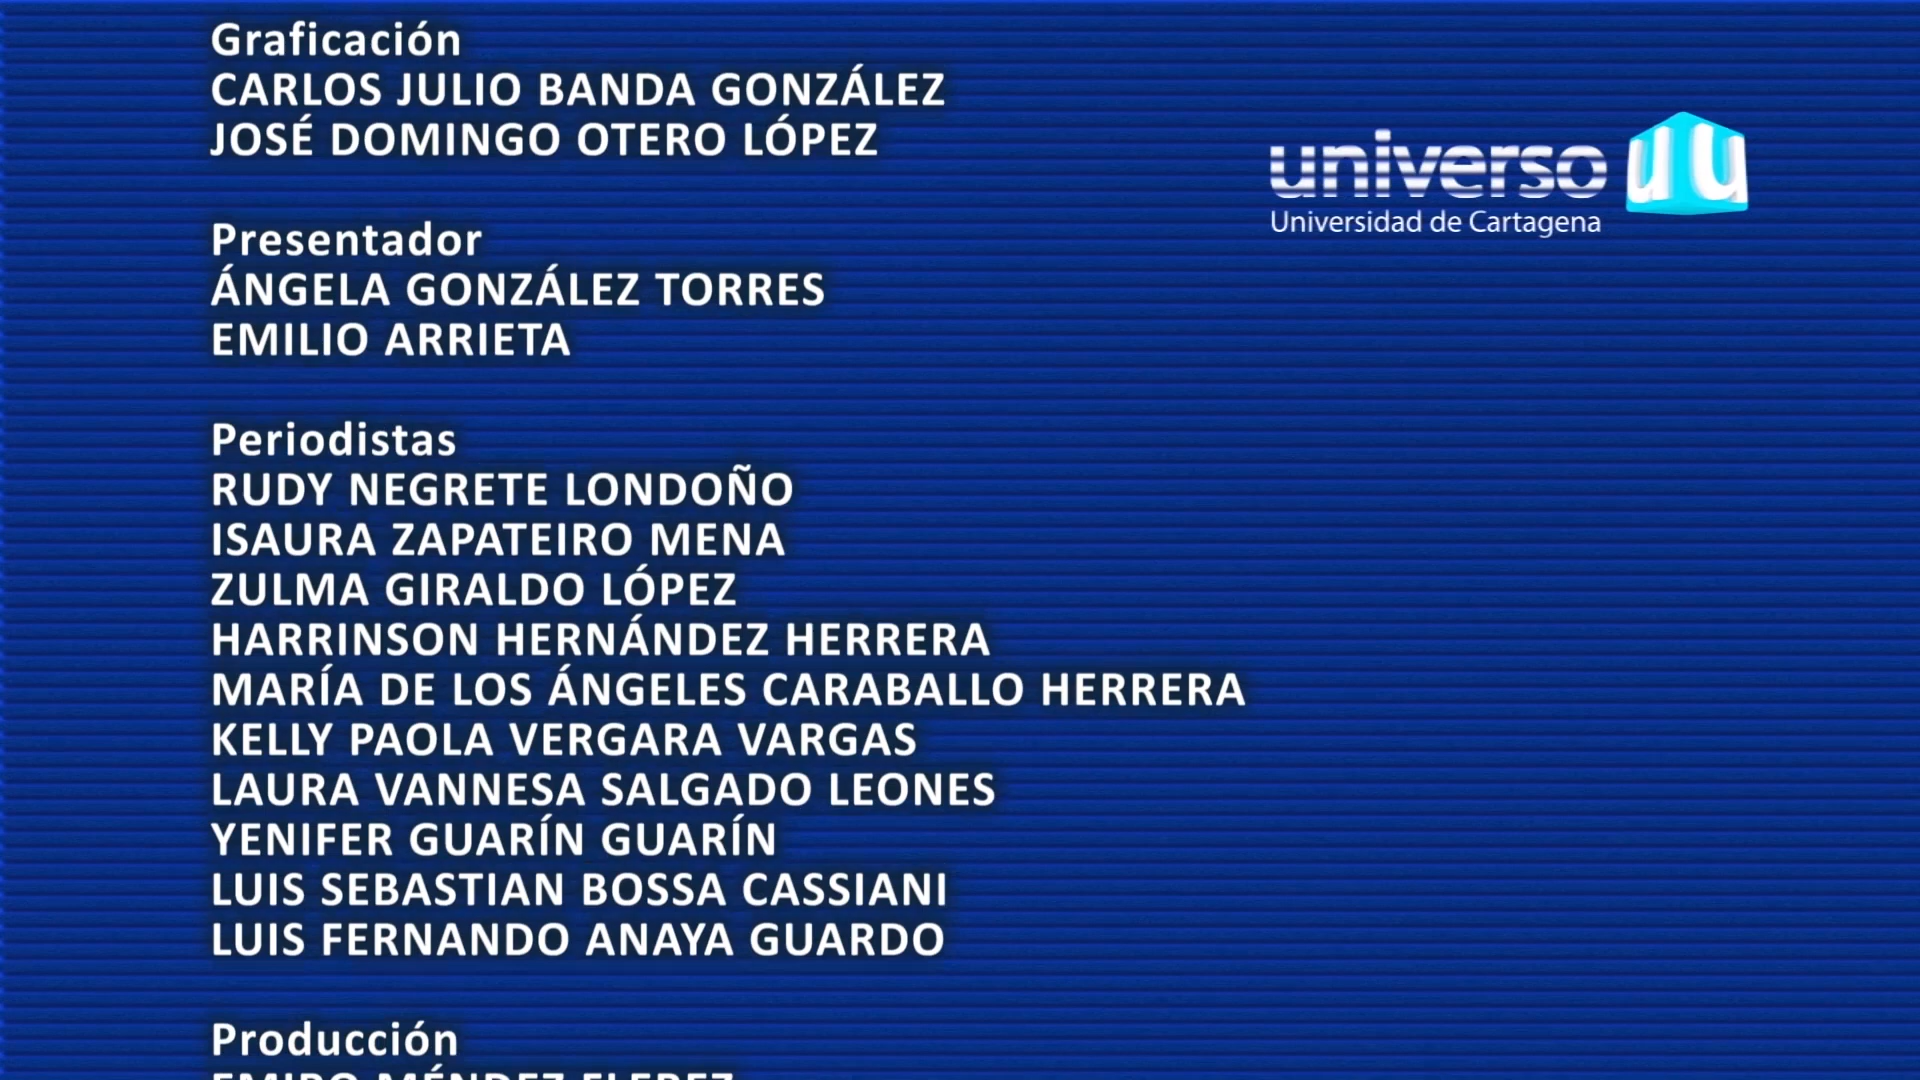 Graficación
CARLOS JULIO BANDA GONZÁLEZ
JOSÉ DOMINGO OTERO LÓPEZ
universo
Universidad de Cartagena
Presentador
ÁNGELA GONZÁLEZ TORRES
EMILIO ARRIETA
Periodistas
RUDY NEGRETE LONDOÑO
ISAURA ZAPATEIRO MENA
ZULMA GIRALDO LÓPEZ
HARRINSON HERNÁNDEZ HERRERA
MARÍA DE LOS ÁNGELES CARABALLO HERRERA
KELLY PAOLA VERGARA VARGAS
LAURA VANNESA SALGADO LEONES
YENIFER GUARÍN GUARÍN
LUIS SEBASTIAN BOSSA CASSIANI
LUIS FERNANDO ANAYA GUARDO
Producción
MÉNDEZ